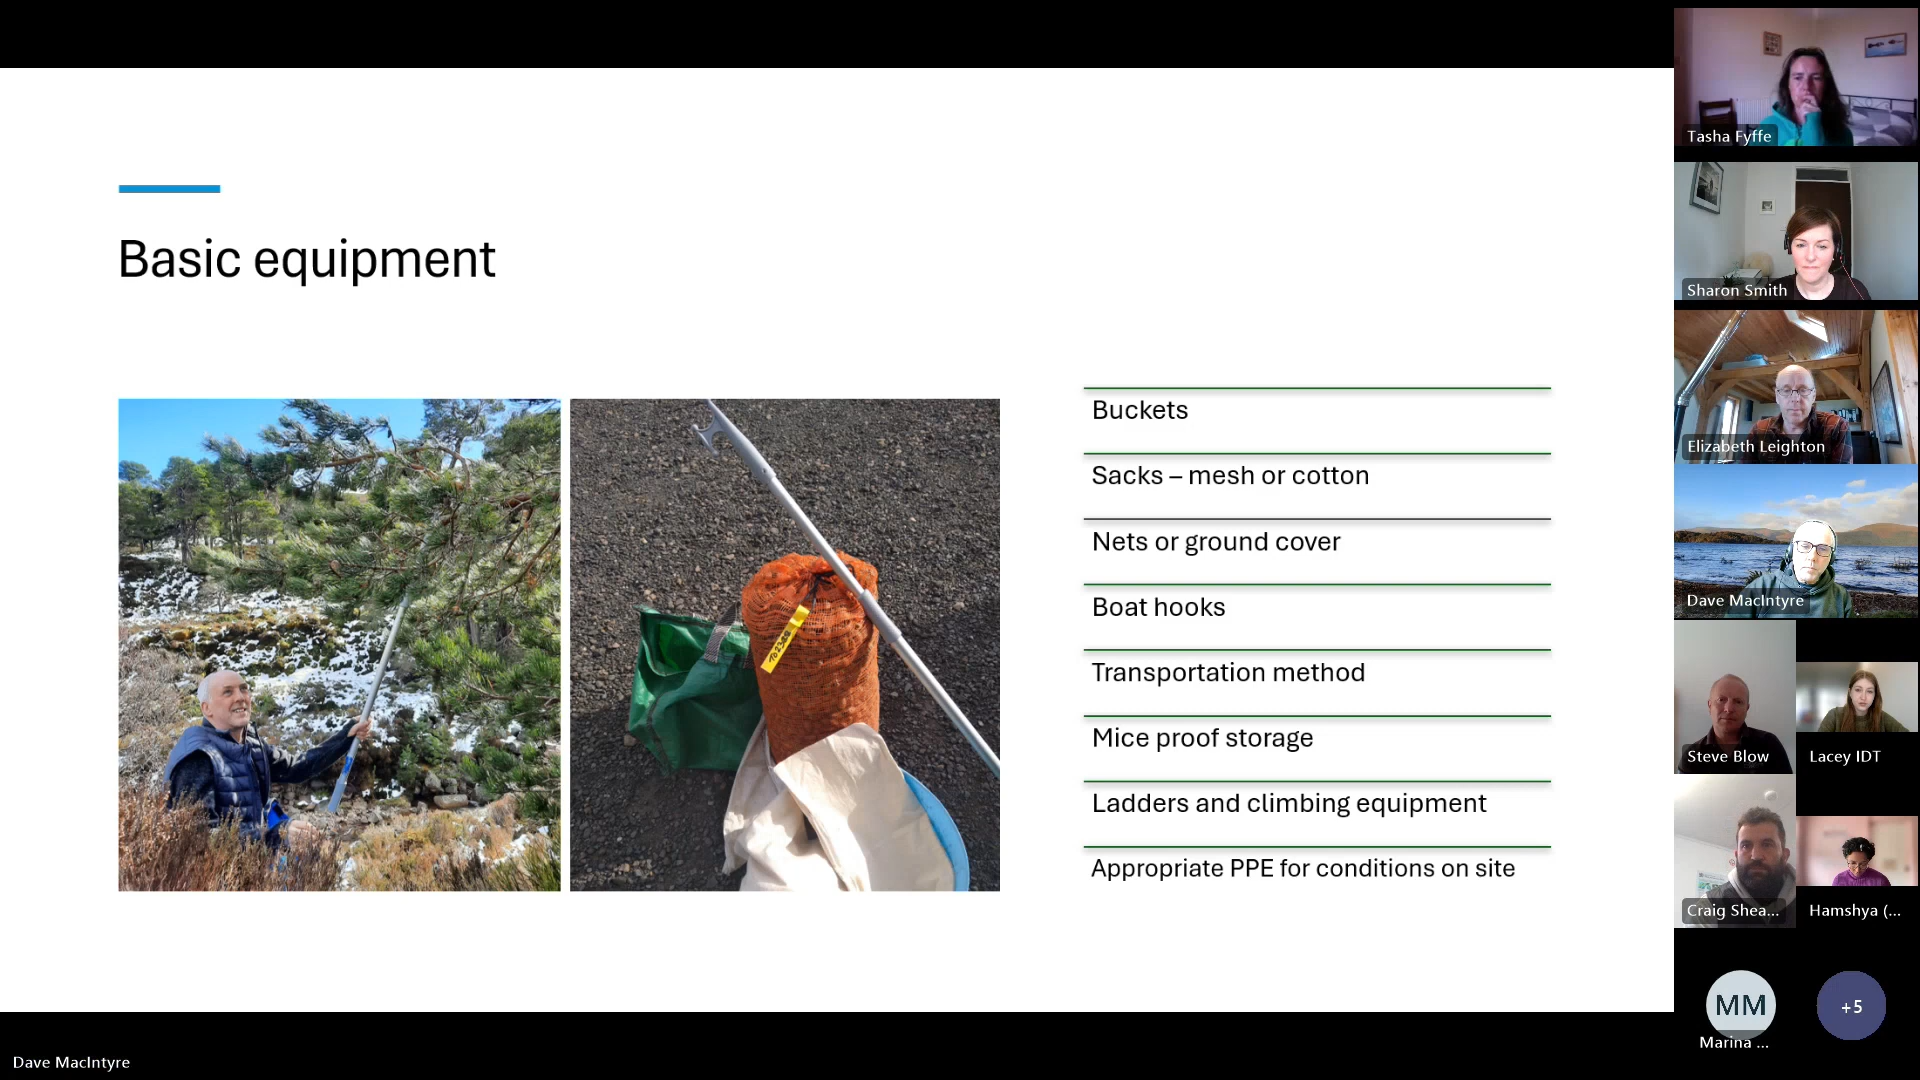 Basic equipment
Buckets
Sacks – mesh or cotton
Nets or ground cover
Boat hooks
Transportation method
Mice proof storage
Ladders and climbing equipment
Appropriate PPE for conditions on site
Tasha Fyffe
Sharon Smith
Elizabeth Leighton
Dave MacIntyre
Steve Blow
Lacey IDT
Craig Shea...
Hamshya (...
MM
Marina ...
+5
Dave MacIntyre